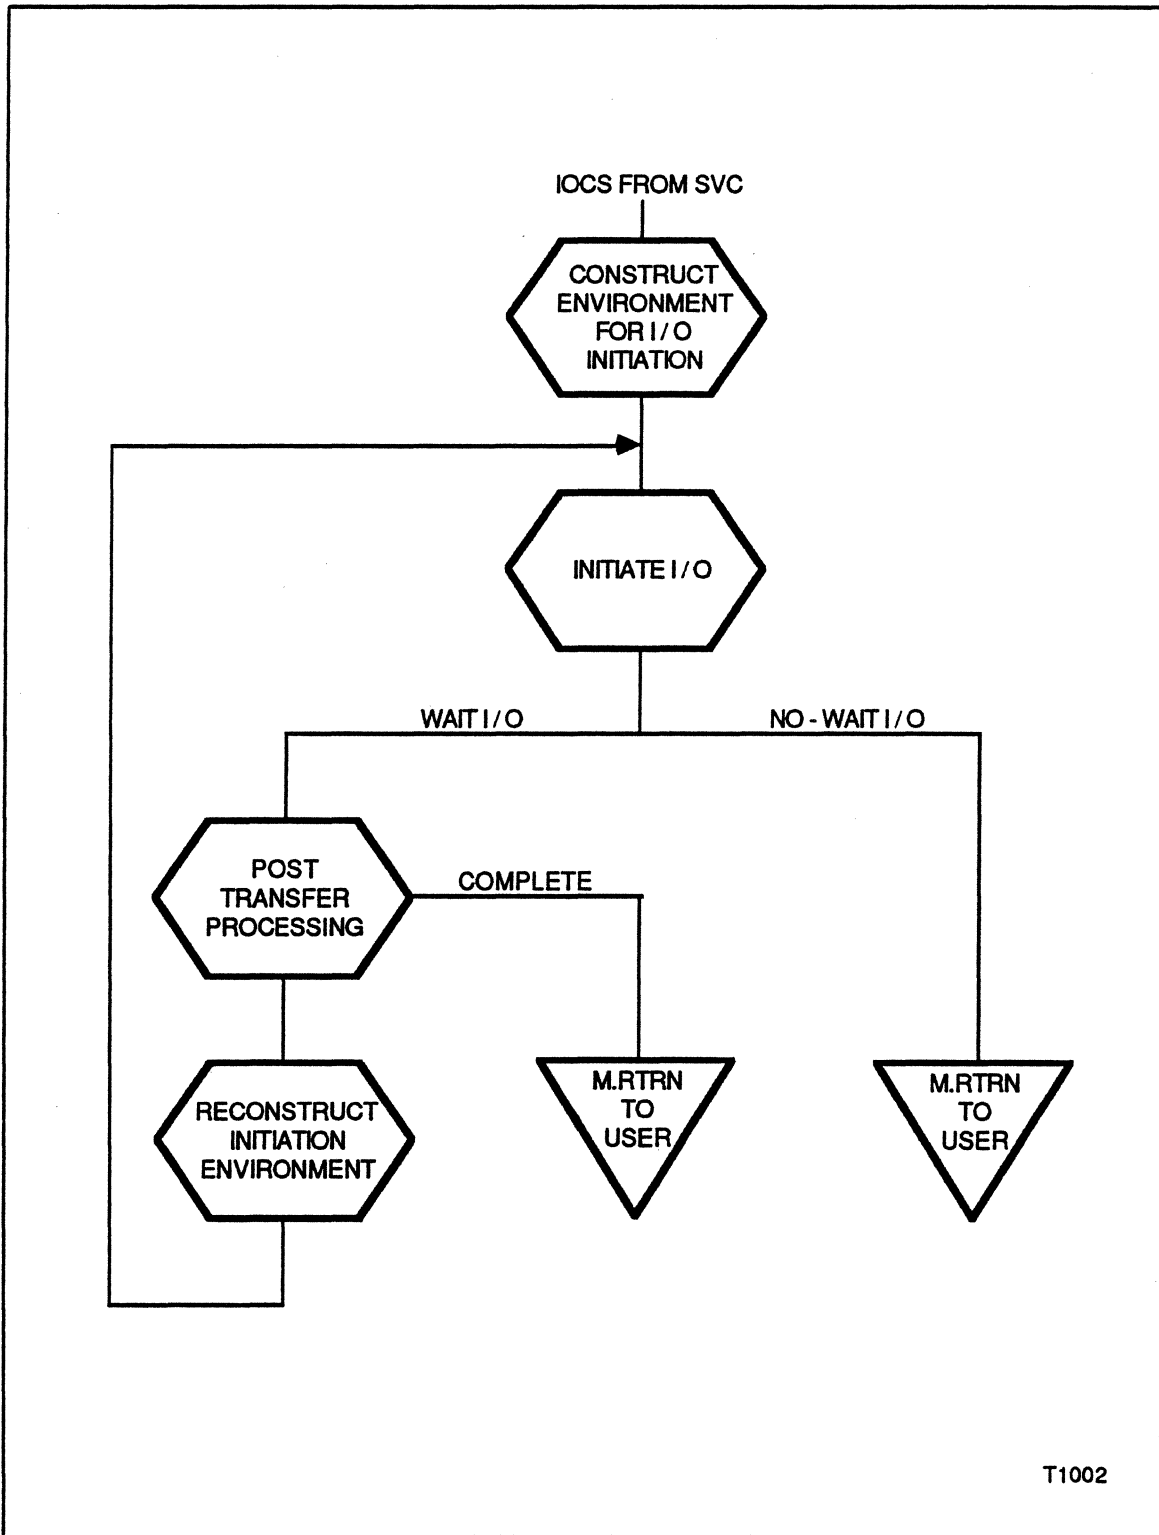 IOCS FROM SVC
CONSTRUCT
ENVIRONMENT
FOR I / O
INITIATION
INITIATE I / O
WAIT I / O
NO - WAIT I / O
POST
TRANSFER
PROCESSING
COMPLETE
RECONSTRUCT
INITIATION
ENVIRONMENT
M.RTRN
TO
USER
M.RTRN
TO
USER
T1002